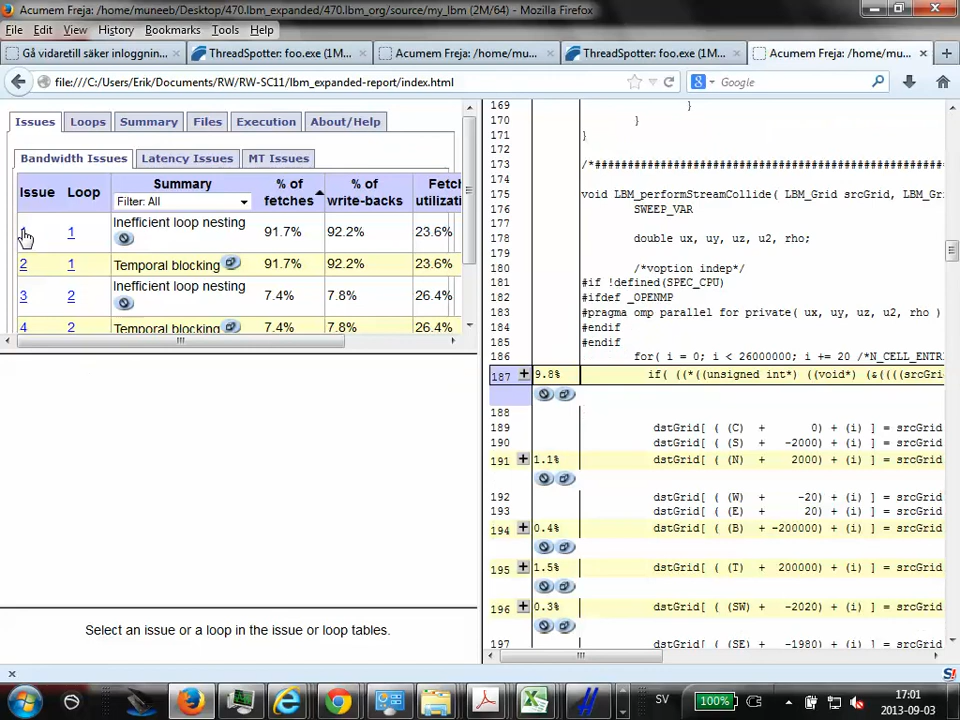 Acumem Freja: /home/muneeb/Desktop/470.lbm_expanded/470.lbm_org/source/my_lbm (2M/64) - Mozilla Firefox
File Edit View History Bookmarks Tools Help
Gå vidaretill säker inloggnin... × ThreadSpotter: foo.exe (1M... × Acumem Freja: /home/mu... × ThreadSpotter: foo.exe (1M... × Acumem Freja: /home/mu... × +
file:///C:/Users/Erik/Documents/RW/RW-SC11/lbm_expanded-report/index.html
Google
Issues Loops Summary Files Execution About/Help
Bandwidth Issues Latency Issues MT Issues
Issue Loop Summary % of fetches % of write-backs Fetch utilizati
Filter: All
1 Inefficient loop nesting 91.7% 92.2% 23.6%
2 1 Temporal blocking 91.7% 92.2% 23.6%
3 2 Inefficient loop nesting 7.4% 7.8% 26.4%
4 2 Temporal blocking 7.4% 7.8% 26.4%
Select an issue or a loop in the issue or loop tables.
169 }
170 }
171 }
172
173 /*####################################################
174
175 void LBM_performStreamCollide( LBM_Grid srcGrid, LBM_Gr
176 SWEEP_VAR
177
178 double ux, uy, uz, u2, rho;
179
180 /*voption indep*/
181 #if !defined(SPEC_CPU)
182 #ifdef _OPENMP
183 #pragma omp parallel for private( ux, uy, uz, u2, rho )
184 #endif
185 #endif
186 for( i = 0; i < 26000000; i += 20 /*N_CELL_ENTR
187 + 9.8% if( ((*((unsigned int*) ((void*) (&((((srcGri
188
189 dstGrid[ ( (C) + 0) + (i) ] = srcGrid
190 dstGrid[ ( (S) + -2000) + (i) ] = srcGrid
191 + 1.1% dstGrid[ ( (N) + 2000) + (i) ] = srcGrid
192 dstGrid[ ( (W) + -20) + (i) ] = srcGrid
193 dstGrid[ ( (E) + 20) + (i) ] = srcGrid
194 + 0.4% dstGrid[ ( (B) + -200000) + (i) ] = srcGrid
195 + 1.5% dstGrid[ ( (T) + 200000) + (i) ] = srcGrid
196 + 0.3% dstGrid[ ( (SW) + -2020) + (i) ] = srcGrid
197 dstGrid[ ( (SE) + -1980) + (i) ] = srcGrid
×
SV 100% 17:01
2013-09-03